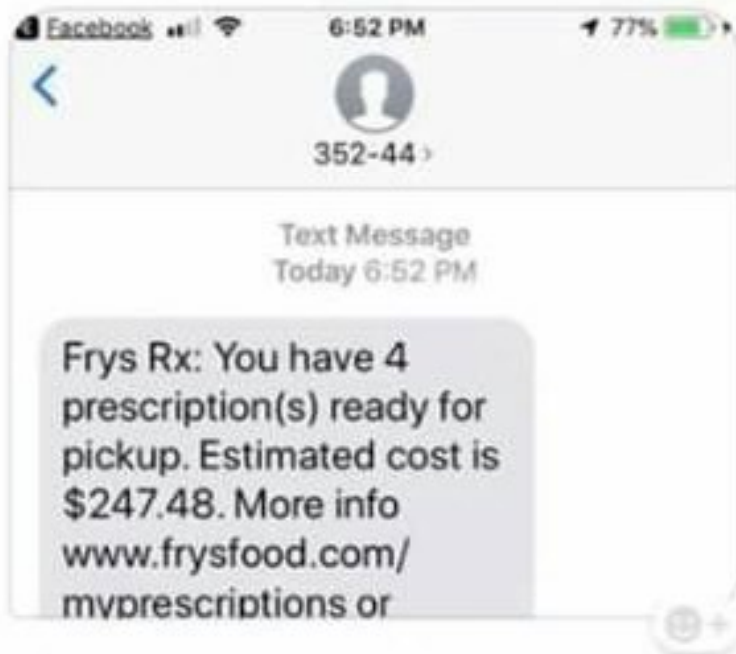 Facebook 6:52 PM 77%
352-44 >
Text Message
Today 6:52 PM
Frys Rx: You have 4
prescription(s) ready for
pickup. Estimated cost is
$247.48. More info
www.frysfood.com/
myprescriptions or